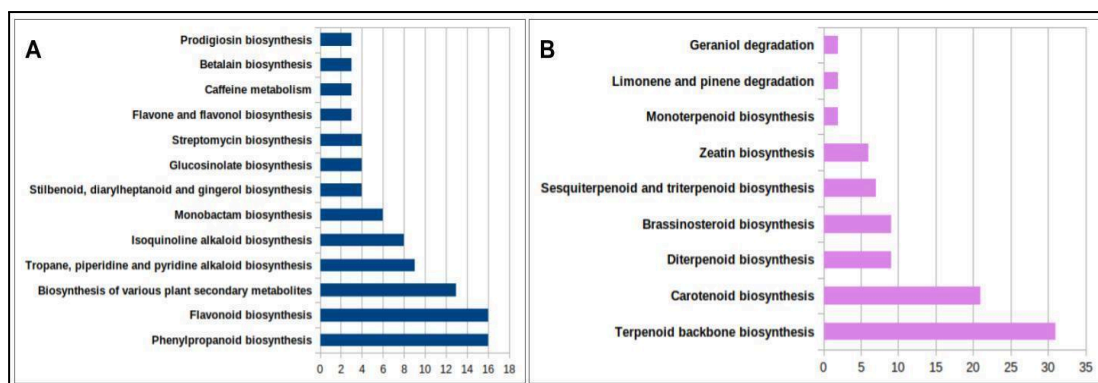 A
Prodigiosin biosynthesis
Betalain biosynthesis
Caffeine metabolism
Flavone and flavonol biosynthesis
Streptomycin biosynthesis
Glucosinolate biosynthesis
Stilbenoid, diarylheptanoid and gingerol biosynthesis
Monobactam biosynthesis
Isoquinoline alkaloid biosynthesis
Tropane, piperidine and pyridine alkaloid biosynthesis
Biosynthesis of various plant secondary metabolites
Flavonoid biosynthesis
Phenylpropanoid biosynthesis
0 2 4 6 8 10 12 14 16 18
B
Geraniol degradation
Limonene and pinene degradation
Monoterpenoid biosynthesis
Zeatin biosynthesis
Sesquiterpenoid and triterpenoid biosynthesis
Brassinosteroid biosynthesis
Diterpenoid biosynthesis
Carotenoid biosynthesis
Terpenoid backbone biosynthesis
0 5 10 15 20 25 30 35